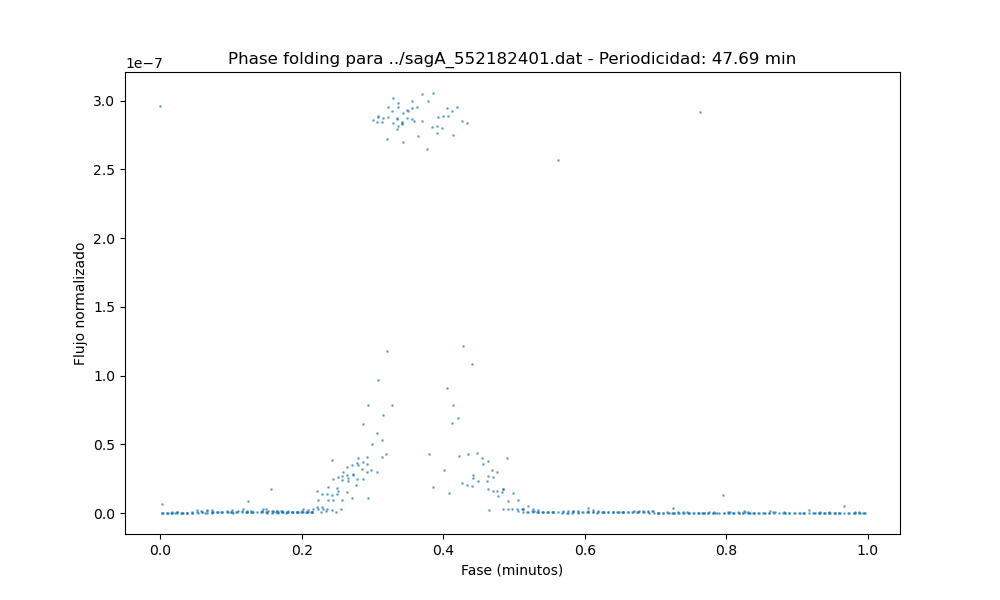 Phase folding para ../sagA_552182401.dat - Periodicidad: 47.69 min
1e−7
3.0
2.5
2.0
1.5
1.0
0.5
0.0
Flujo normalizado
0.0 0.2 0.4 0.6 0.8 1.0
Fase (minutos)